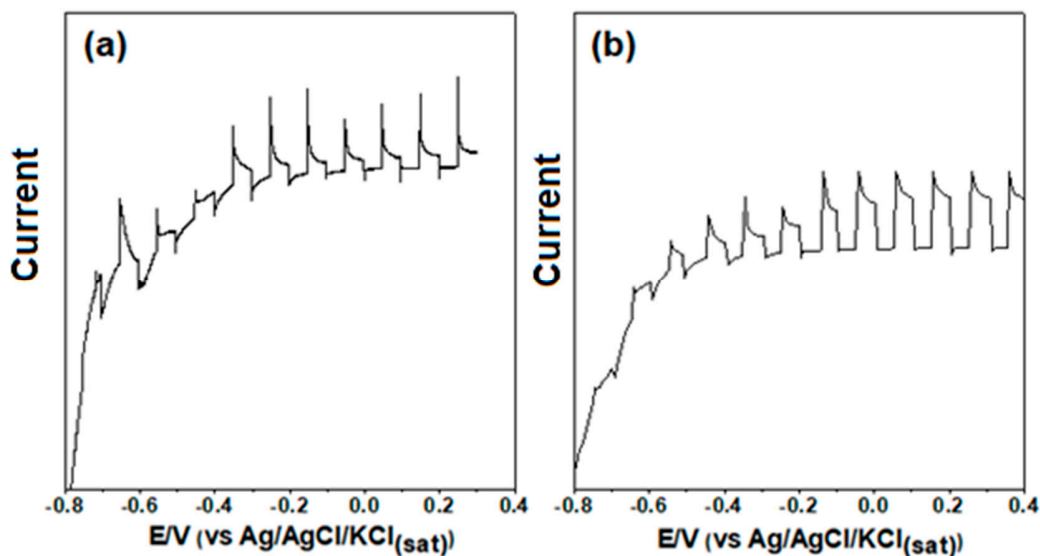 (a)
Current
-0.8 -0.6 -0.4 -0.2 0.0 0.2 0.4
E/V (vs Ag/AgCl/KCl(sat))
(b)
Current
-0.8 -0.6 -0.4 -0.2 0.0 0.2 0.4
E/V (vs Ag/AgCl/KCl(sat))